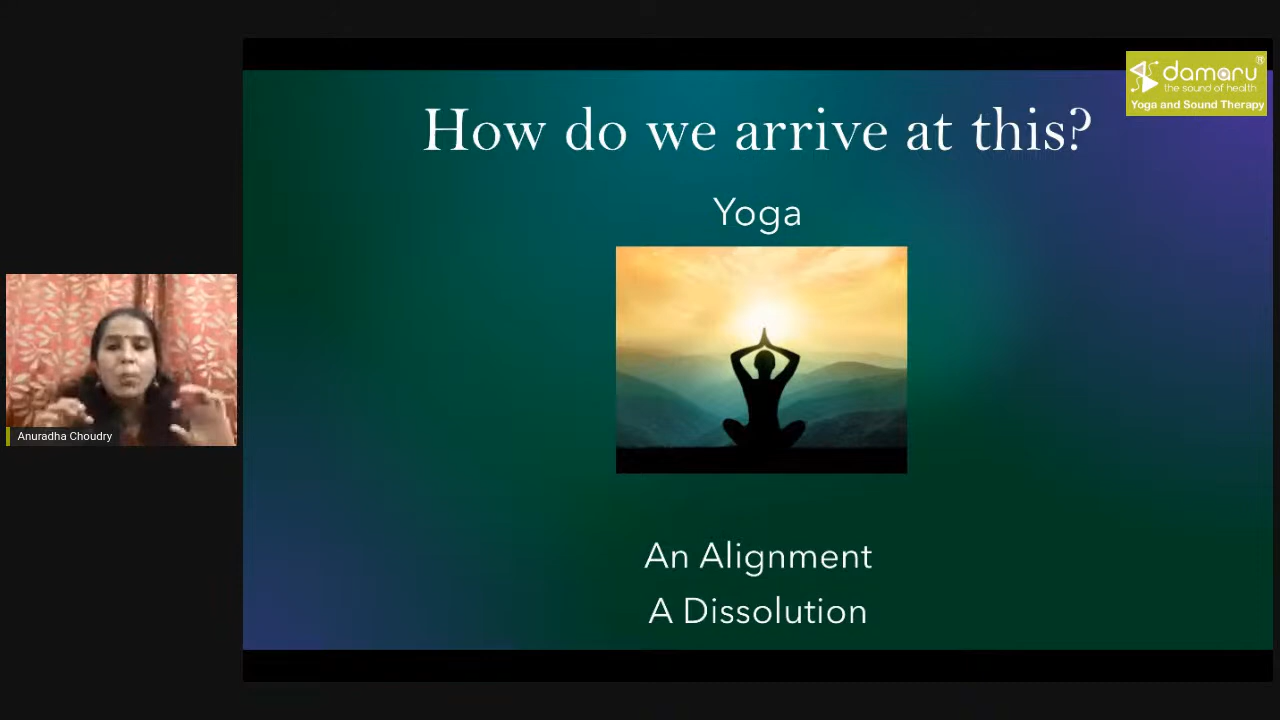 damaru®
the sound of health
Yoga and Sound Therapy
How do we arrive at this?
Yoga
Anuradha Choudry
An Alignment
A Dissolution